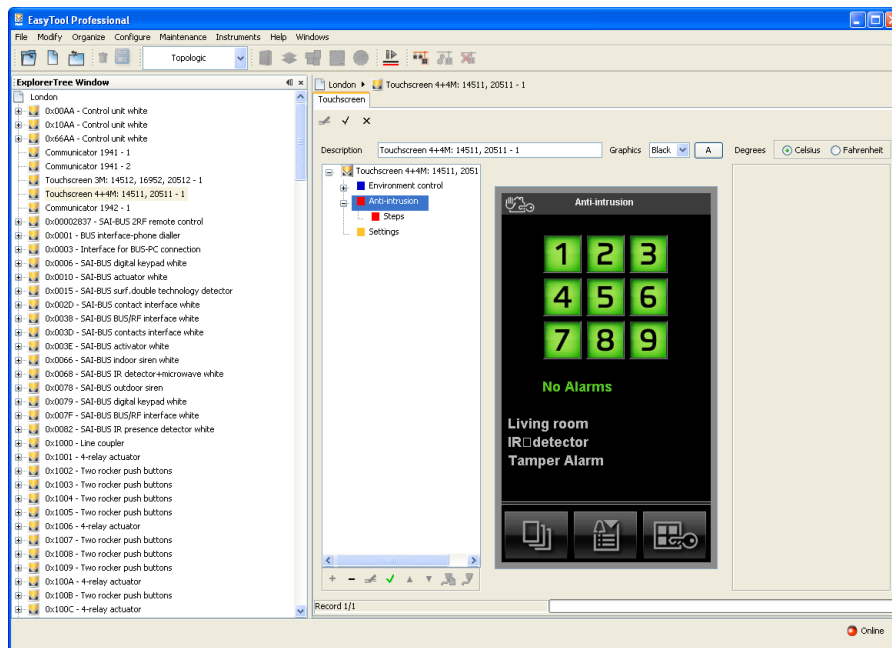 EasyTool Professional
File Modify Organize Configure Maintenance Instruments Help Windows
Topologic
ExplorerTree Window
London
0x00AA - Control unit white
0x10AA - Control unit white
0x66AA - Control unit white
Communicator 1941 - 1
Communicator 1941 - 2
Touchscreen 3M: 14512, 16952, 20512 - 1
Touchscreen 4+4M: 14511, 20511 - 1
Communicator 1942 - 1
0x00002837 - SAI-BUS 2RF remote control
0x0001 - BUS interface-phone dialler
0x0003 - Interface for BUS-PC connection
0x0006 - SAI-BUS digital keypad white
0x0010 - SAI-BUS actuator white
0x0015 - SAI-BUS surf.double technology detector
0x002D - SAI-BUS contact interface white
0x0038 - SAI-BUS BUS/RF interface white
0x003D - SAI-BUS contacts interface white
0x003E - SAI-BUS activator white
0x0066 - SAI-BUS indoor siren white
0x0068 - SAI-BUS IR detector+microwave white
0x0078 - SAI-BUS outdoor siren
0x0079 - SAI-BUS digital keypad white
0x007F - SAI-BUS BUS/RF interface white
0x0082 - SAI-BUS IR presence detector white
0x1000 - Line coupler
0x1001 - 4-relay actuator
0x1002 - Two rocker push buttons
0x1003 - Two rocker push buttons
0x1004 - Two rocker push buttons
0x1005 - Two rocker push buttons
0x1006 - 4-relay actuator
0x1007 - Two rocker push buttons
0x1008 - Two rocker push buttons
0x1009 - Two rocker push buttons
0x100A - 4-relay actuator
0x100B - Two rocker push buttons
0x100C - 4-relay actuator
London Touchscreen 4+4M: 14511, 20511 - 1
Touchscreen
Description Touchscreen 4+4M: 14511, 20511 - 1 Graphics Black A Degrees Celsius Fahrenheit
Touchscreen 4+4M: 14511, 2051
Environment control
Anti-intrusion
Steps
Settings
Anti-intrusion
1 2 3
4 5 6
7 8 9
No Alarms
Living room
IR□detector
Tamper Alarm
Record 1/1
Online